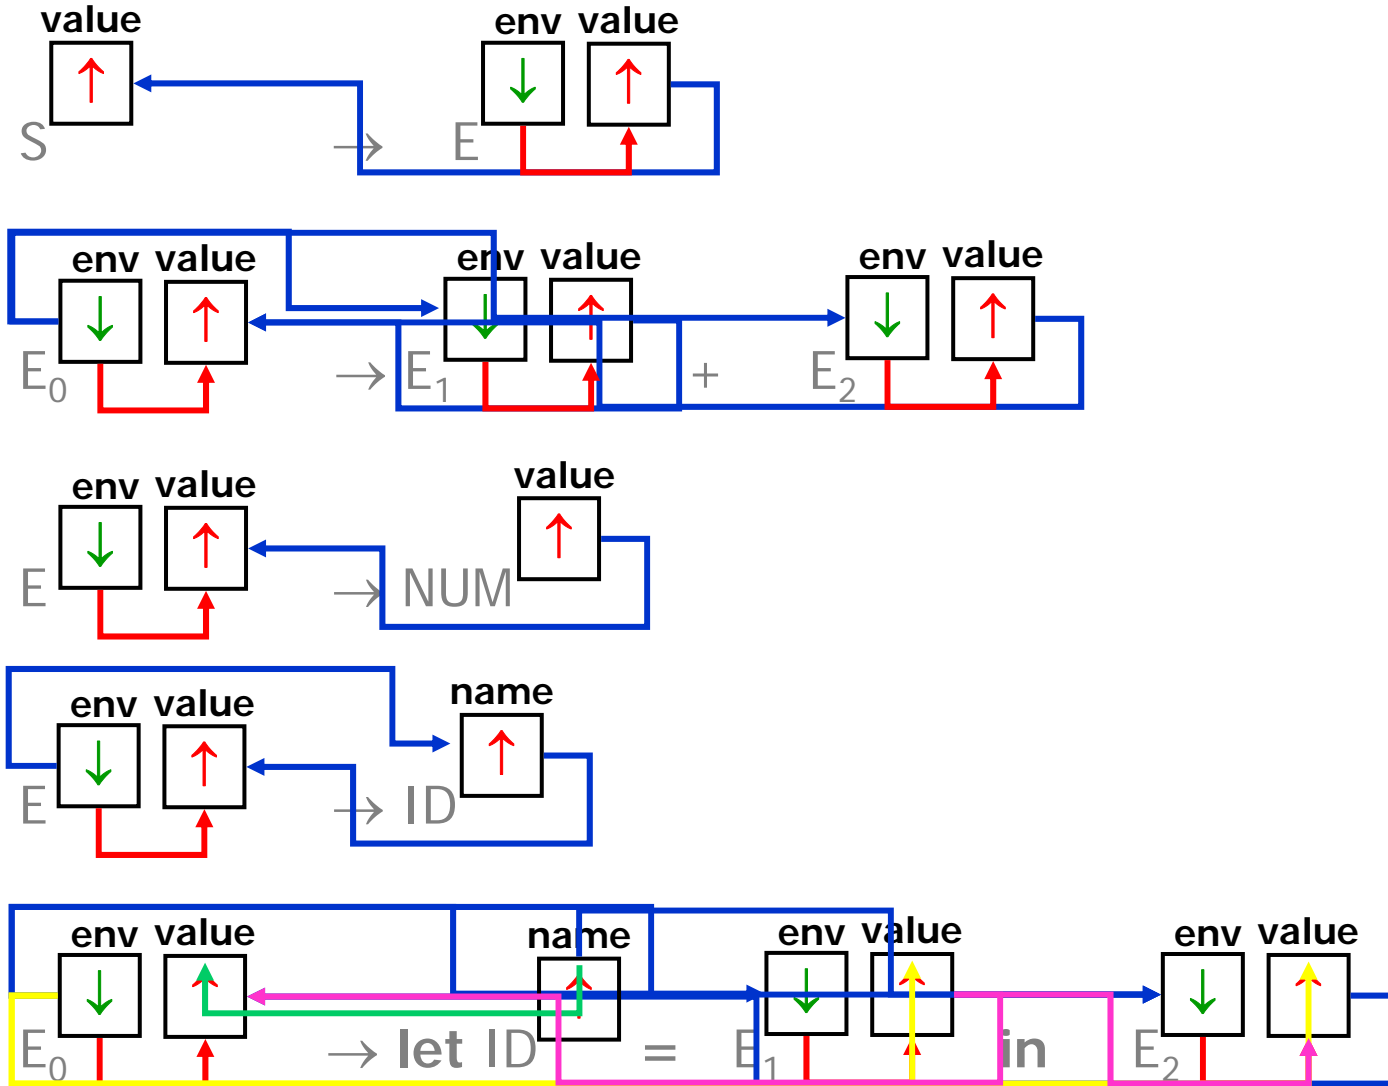 value env value
S → E
env value env value env value
E₀ → E₁ + E₂
env value value
E → NUM
env value name
E → ID
env value name env value env value
E₀ → let ID = E₁ in E₂